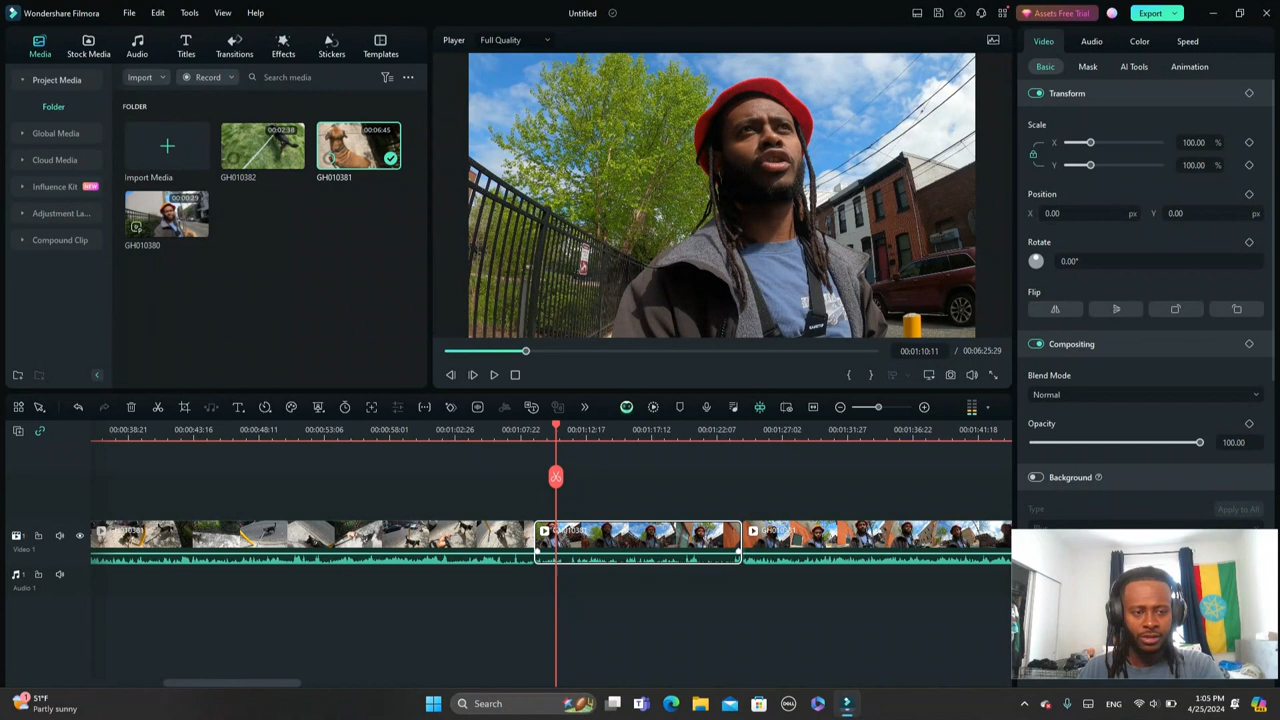 Wondershare Filmora
File
Edit
Tools
View
Help
Untitled
Assets Free Trial
Export
Media
Stock Media
Audio
Titles
Transitions
Effects
Stickers
Templates
Player
Full Quality
Video
Audio
Color
Speed
Project Media
Import
Record
Search media
Basic
Mask
AI Tools
Animation
Folder
FOLDER
Transform
Global Media
00:02:38
00:06:45
Scale
Cloud Media
X
100.00
%
Influence Kit NEW
Import Media
GH010382
GH010381
Y
100.00
%
Adjustment La...
00:00:29
Position
X
0.00
px
Y
0.00
px
Compound Clip
GH010380
Rotate
0.00°
Flip
00:01:10:11
/
00:06:25:29
Compositing
Blend Mode
Normal
Opacity
100.00
00:00:38:21
00:00:43:16
00:00:48:11
00:00:53:06
00:00:58:01
00:01:02:26
00:01:07:22
00:01:12:17
00:01:17:12
00:01:22:07
00:01:27:02
00:01:31:27
00:01:36:22
00:01:41:18
Background
Type
Apply to All
1
Video 1
GH010381
GH010381
GH010381
1
Audio 1
51°F
Partly sunny
Search
DELL
ENG
1:05 PM
4/25/2024